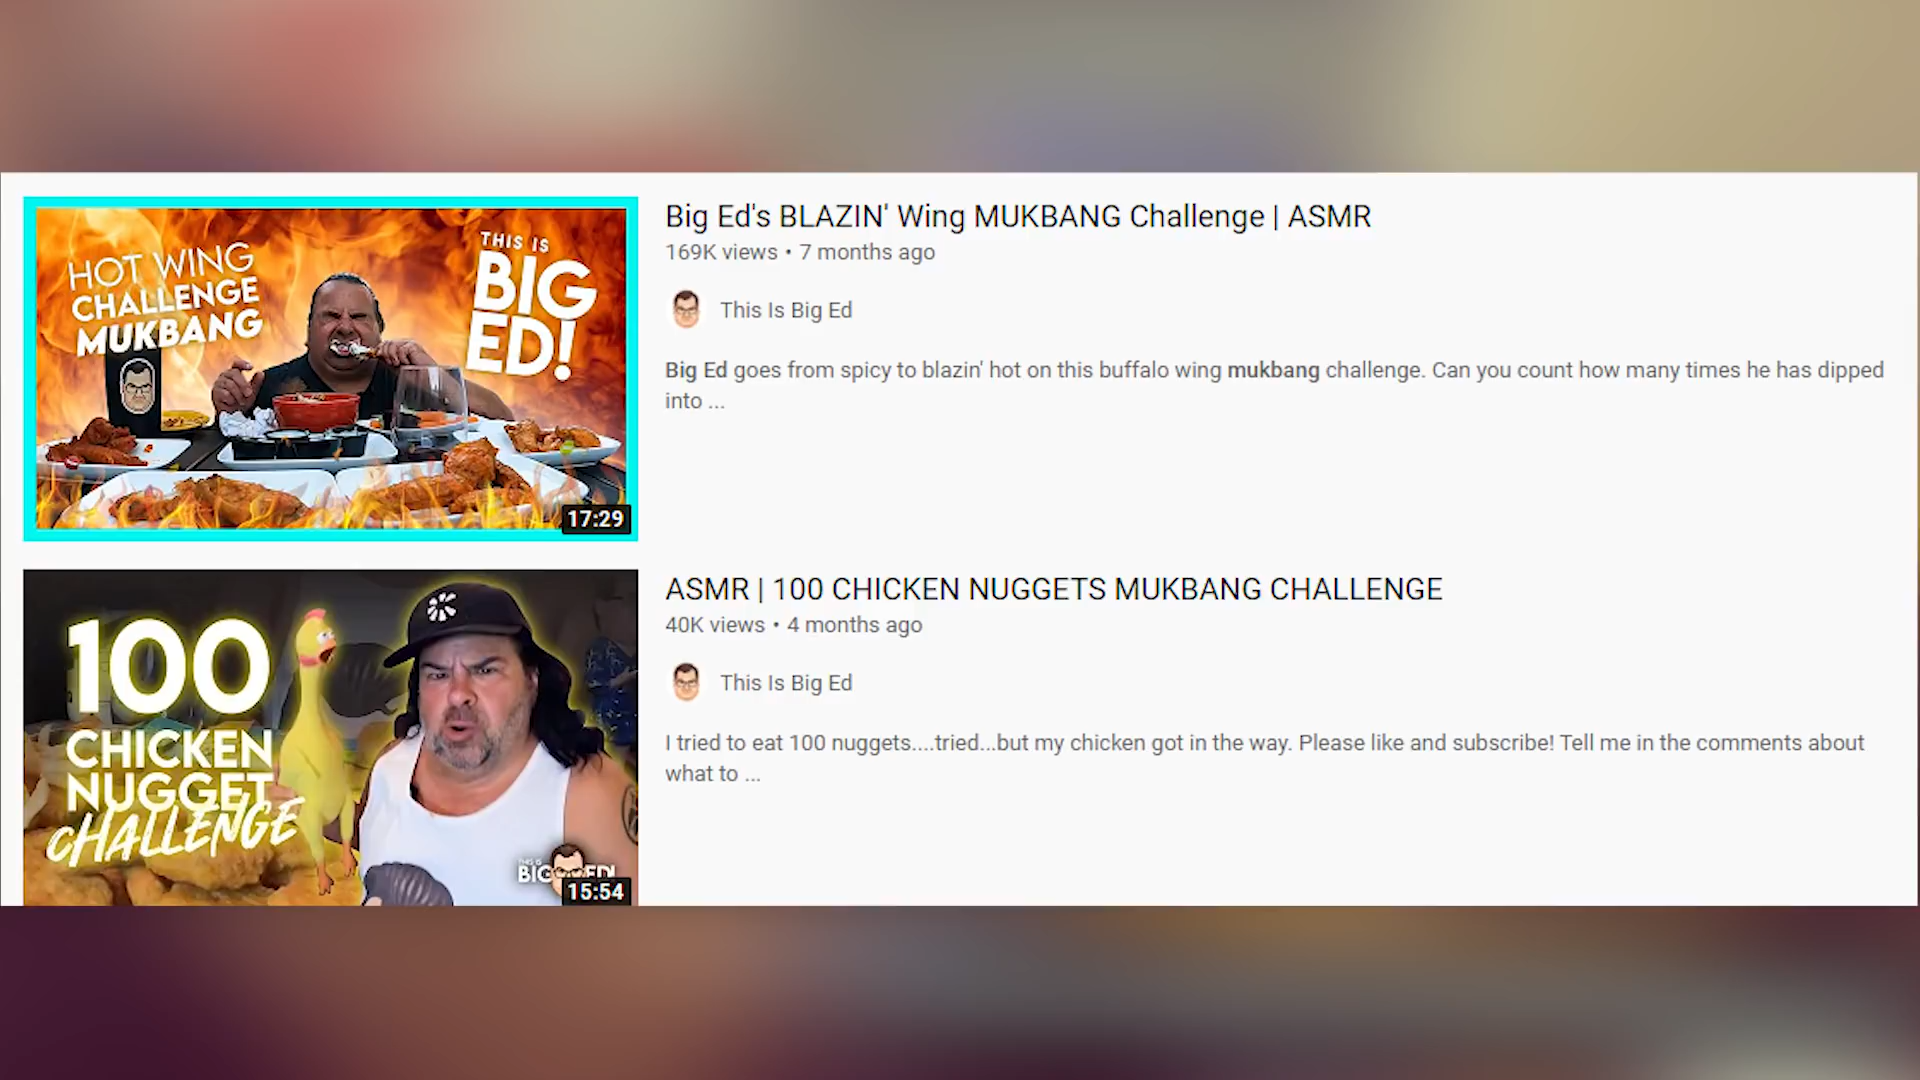 HOT WING
CHALLENGE
MUKBANG
THIS IS
BIG
ED!
17:29
Big Ed's BLAZIN' Wing MUKBANG Challenge | ASMR
169K views • 7 months ago
This Is Big Ed
Big Ed goes from spicy to blazin' hot on this buffalo wing mukbang challenge. Can you count how many times he has dipped
into ...
100
CHICKEN
NUGGET
CHALLENGE
THIS IS
BIG ED!
15:54
ASMR | 100 CHICKEN NUGGETS MUKBANG CHALLENGE
40K views • 4 months ago
This Is Big Ed
I tried to eat 100 nuggets....tried...but my chicken got in the way. Please like and subscribe! Tell me in the comments about
what to ...